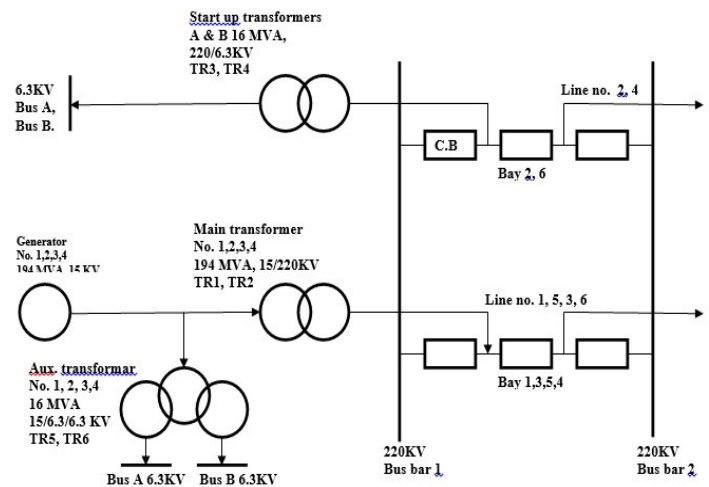 Start up transformers
A & B 16 MVA,
220/6.3KV
TR3, TR4
6.3KV
Bus A,
Bus B.
Line no. 2, 4
C.B
Bay 2, 6
Main transformer
No. 1,2,3,4
194 MVA, 15/220KV
TR1, TR2
Generator
No. 1,2,3,4
194 MVA 15 KV
Line no. 1, 5, 3, 6
Aux. transformar
No. 1, 2, 3,4
16 MVA
15/6.3/6.3 KV
TR5, TR6
Bay 1,3,5,4
Bus A 6.3KV
Bus B 6.3KV
220KV
Bus bar 1
220KV
Bus bar 2